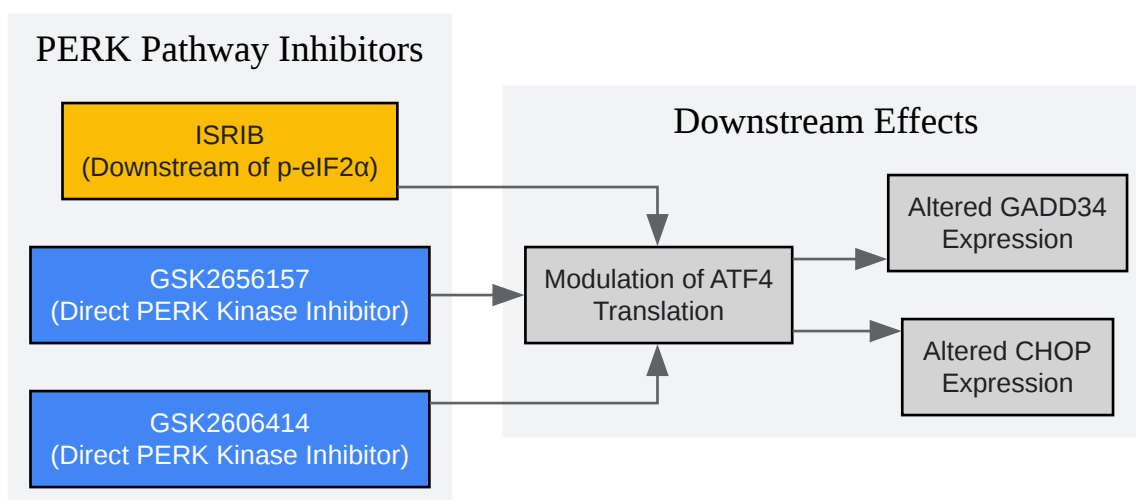 PERK Pathway Inhibitors
ISRIB
(Downstream of p-eIF2α)
GSK2656157
(Direct PERK Kinase Inhibitor)
GSK2606414
(Direct PERK Kinase Inhibitor)
Downstream Effects
Modulation of ATF4
Translation
Altered GADD34
Expression
Altered CHOP
Expression